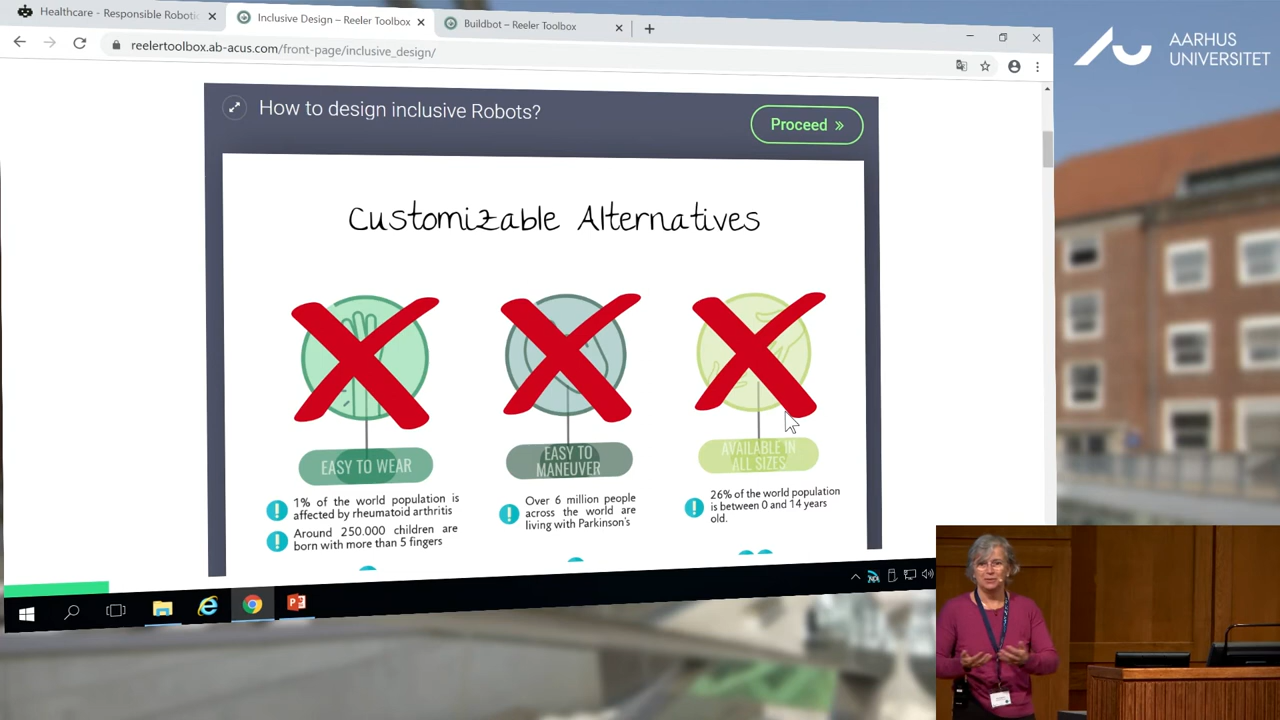 Healthcare - Responsible Robotic
Inclusive Design – Reeler Toolbox
Buildbot – Reeler Toolbox
reelertoolbox.ab-acus.com/front-page/inclusive_design/
AARHUS
UNIVERSITET
How to design inclusive Robots?
Proceed »
Customizable Alternatives
EASY TO WEAR
EASY TO
MANEUVER
AVAILABLE IN
ALL SIZES
1% of the world population is
affected by rheumatoid arthritis
Around 250.000 children are
born with more than 5 fingers
Over 6 million people
across the world are
living with Parkinson's
26% of the world population
is between 0 and 14 years
old.